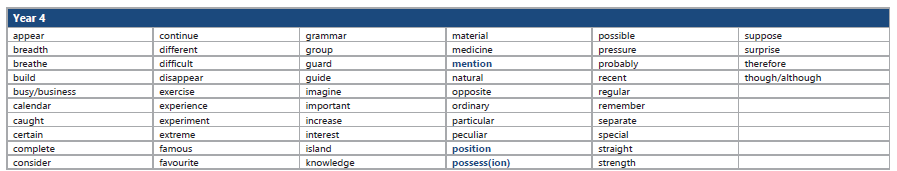 Year 4
appear continue grammar material possible suppose
breadth different group medicine pressure surprise
breathe difficult guard mention probably therefore
build disappear guide natural recent though/although
busy/business exercise imagine opposite regular
calendar experience important ordinary remember
caught experiment increase particular separate
certain extreme interest peculiar special
complete famous island position straight
consider favourite knowledge possess(ion) strength